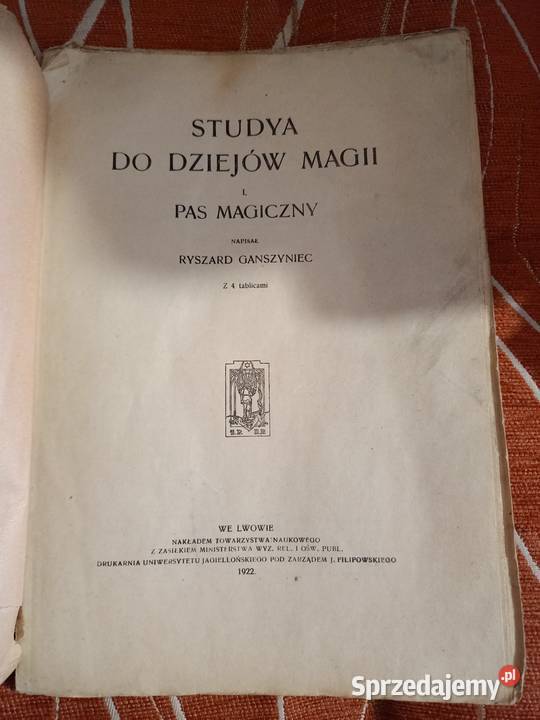 STUDYA
DO DZIEJÓW MAGII
I.
PAS MAGICZNY
NAPISAŁ
RYSZARD GANSZYNIEC
Z 4 tablicami
WE LWOWIE
NAKŁADEM TOWARZYSTWA NAUKOWEGO
Z ZASIŁKIEM MINISTERSTWA WYZ. REL. I OŚW. PUBL.
DRUKARNIA UNIWERSYTETU JAGIELLOŃSKIEGO POD ZARZĄDEM J. FILIPOWSKIEGO
1922.
Sprzedajemy.pl